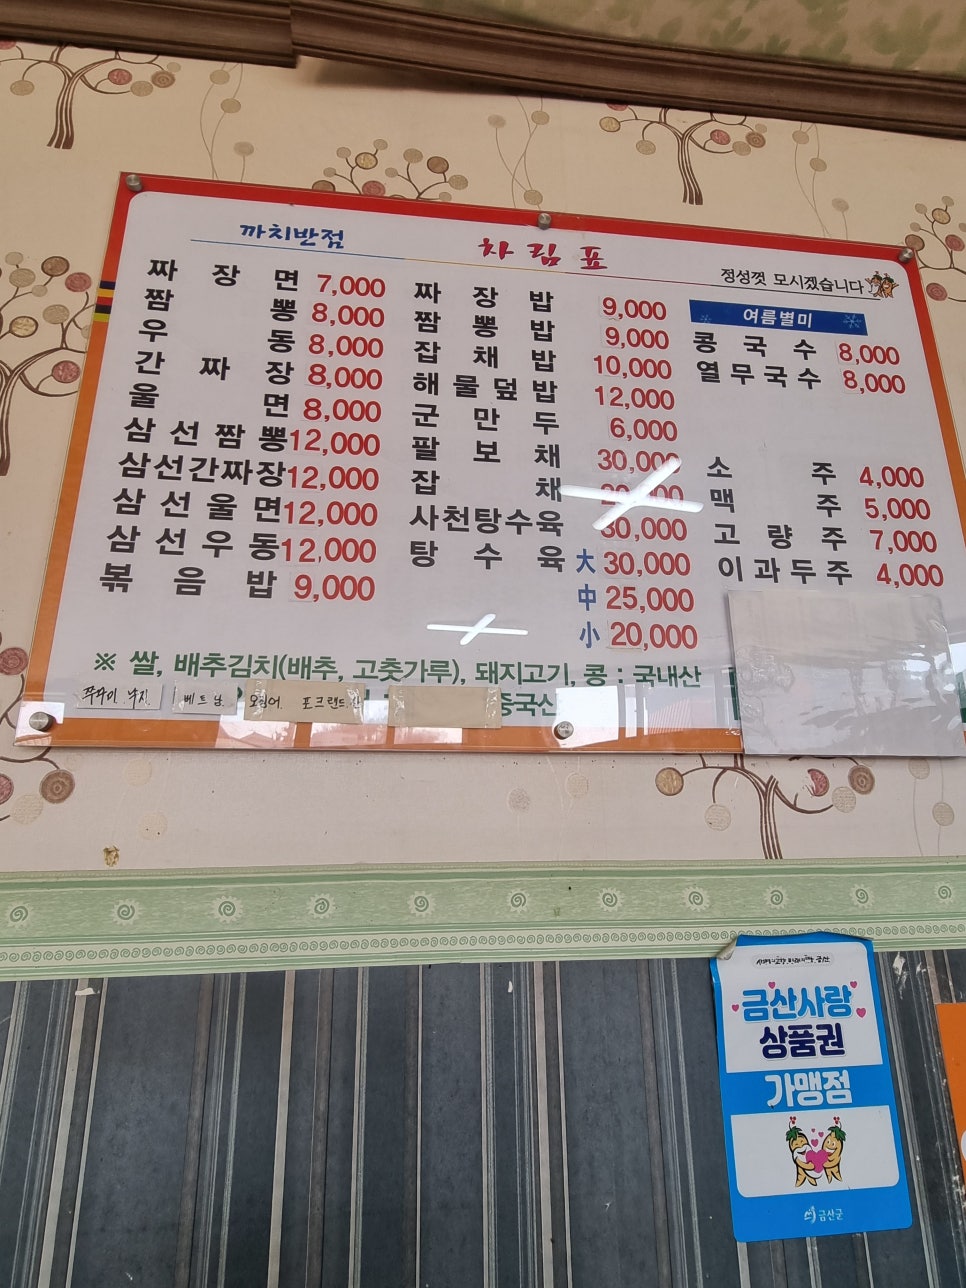 까치반점
차림표
정성껏 모시겠습니다
짜장면 7,000
짬뽕 8,000
우동 8,000
간짜장 8,000
울면 8,000
삼선짬뽕 12,000
삼선간짜장 12,000
삼선울면 12,000
삼선우동 12,000
볶음밥 9,000
짜장밥 9,000
짬뽕밥 9,000
잡채밥 10,000
해물덮밥 12,000
군만두 6,000
팔보채 30,000
잡채
사천탕수육 30,000
탕수육 大 30,000
中 25,000
小 20,000
여름별미
콩국수 8,000
열무국수 8,000
소주 4,000
맥주 5,000
고량주 7,000
이과두주 4,000
※ 쌀, 배추김치(배추, 고춧가루), 돼지고기, 콩 : 국내산
베트남 오징어 중국산
금산사랑
상품권
가맹점
금산군